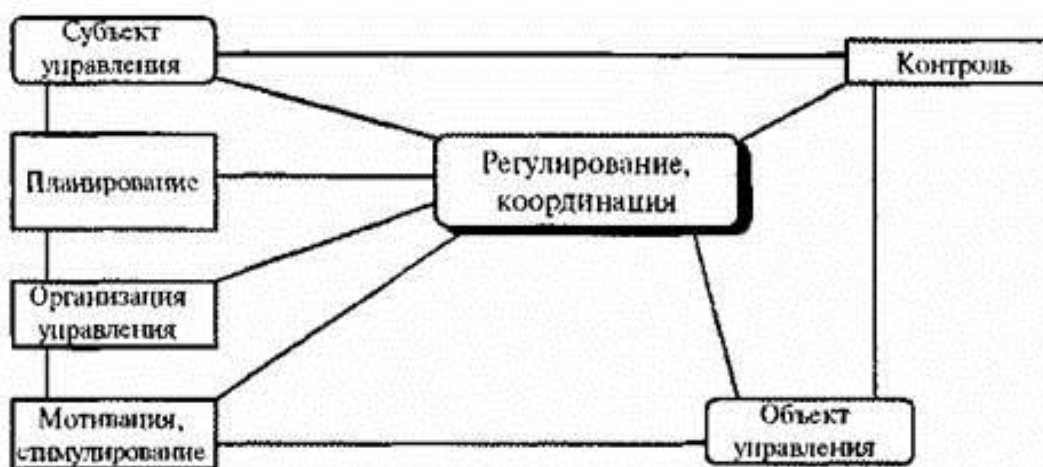 Субъект
управления
Контроль
Регулирование,
координация
Планирование
Организация
управления
Мотивация,
стимулирование
Объект
управления